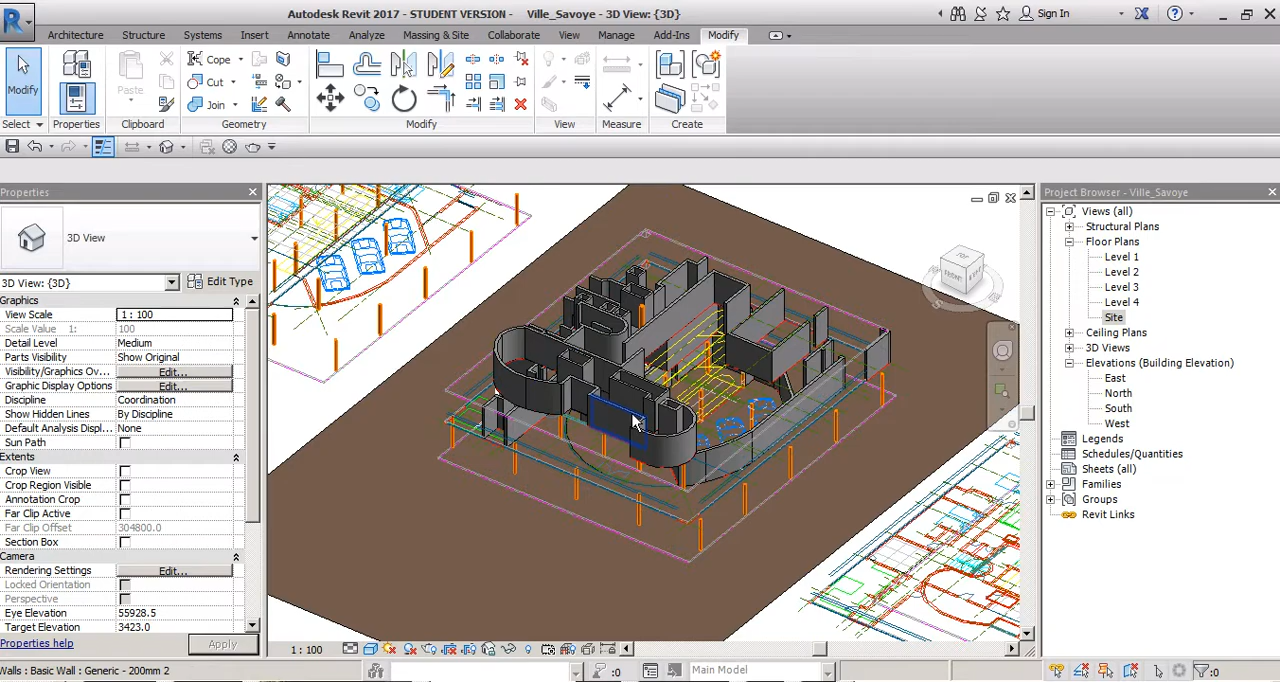 Autodesk Revit 2017 - STUDENT VERSION - Ville_Savoye - 3D View: {3D}
Sign In
Architecture Structure Systems Insert Annotate Analyze Massing & Site Collaborate View Manage Add-Ins Modify
Modify
Paste
Cope
Cut
Join
Select Properties Clipboard Geometry Modify View Measure Create
Properties
3D View
3D View: {3D}
Edit Type
Graphics
View Scale 1 : 100
Scale Value 1: 100
Detail Level Medium
Parts Visibility Show Original
Visibility/Graphics Ov... Edit...
Graphic Display Options Edit...
Discipline Coordination
Show Hidden Lines By Discipline
Default Analysis Displ... None
Sun Path
Extents
Crop View
Crop Region Visible
Annotation Crop
Far Clip Active
Far Clip Offset 304800.0
Section Box
Camera
Rendering Settings Edit...
Locked Orientation
Perspective
Eye Elevation 55928.5
Target Elevation 3423.0
Properties help
Apply
TOP
FRONT
Project Browser - Ville_Savoye
Views (all)
Structural Plans
Floor Plans
Level 1
Level 2
Level 3
Level 4
Site
Ceiling Plans
3D Views
Elevations (Building Elevation)
East
North
South
West
Legends
Schedules/Quantities
Sheets (all)
Families
Groups
Revit Links
1 : 100
Walls : Basic Wall : Generic - 200mm 2
:0
Main Model
:0